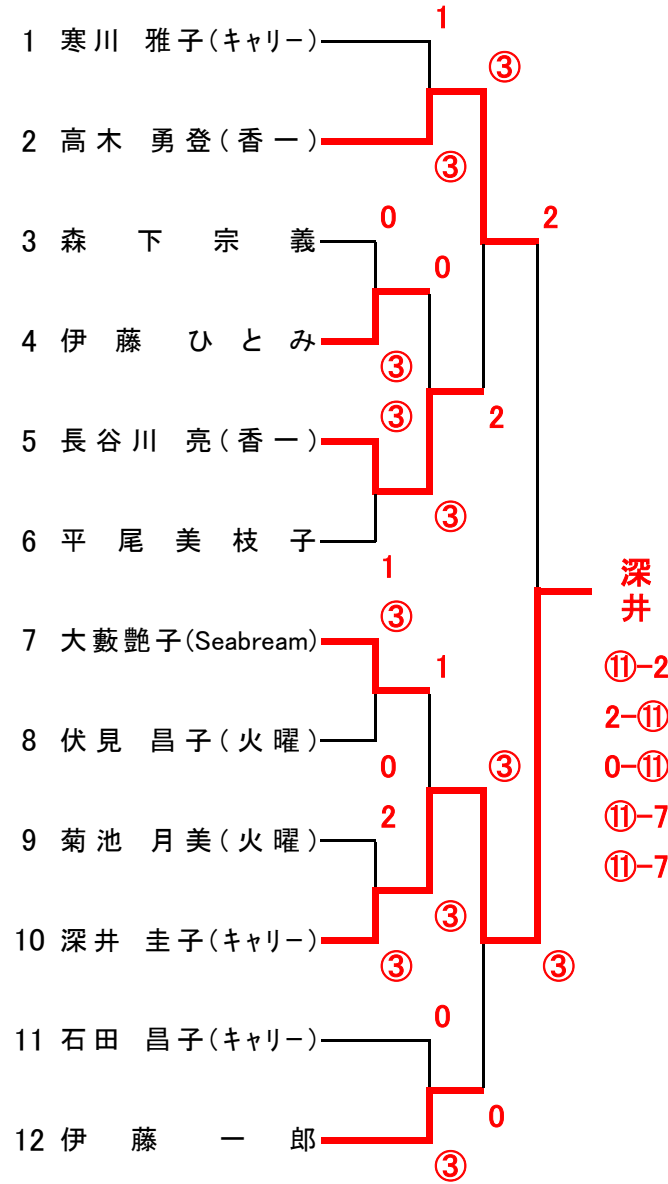 1
1 寒川 雅子(キャリー)
③
2 高木 勇登(香一)
③
0
2
3 森下宗義
0
4 伊藤 ひとみ
③
③
2
5 長谷川 亮(香一)
③
6 平尾美枝子
1
深井
③
7 大藪艶子(Seabream)
1
⑪-2
2-⑪
8 伏見 昌子(火曜)
0
③
0-⑪
2
9 菊池 月美(火曜)
⑪-7
⑪-7
③
10 深井 圭子(キャリー)
③
③
0
11 石田 昌子(キャリー)
0
12 伊藤 一郎
③